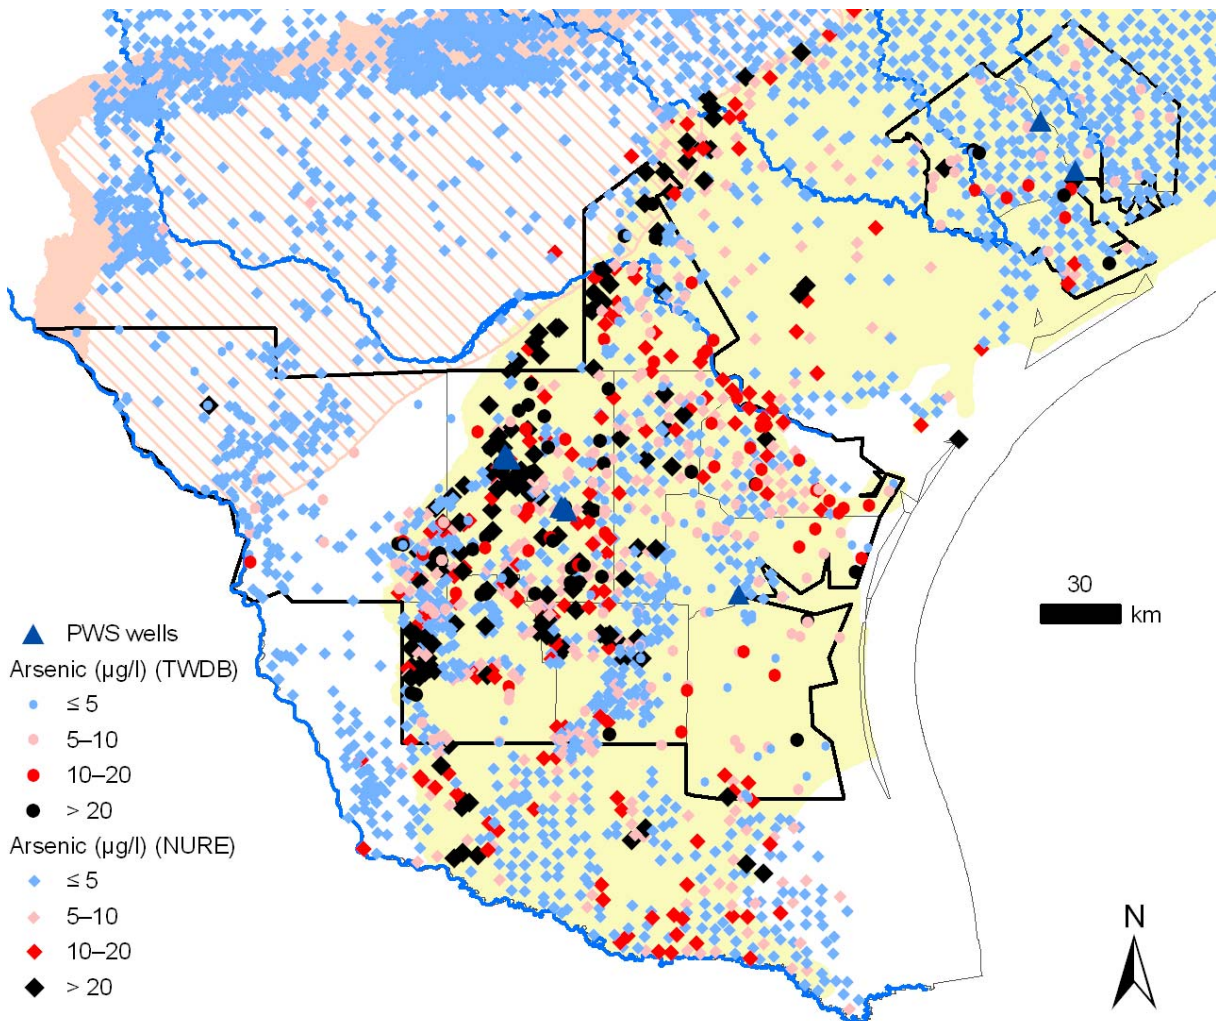 30
km
PWS wells
Arsenic (µg/l) (TWDB)
≤ 5
5–10
10–20
> 20
Arsenic (µg/l) (NURE)
≤ 5
5–10
10–20
> 20
N